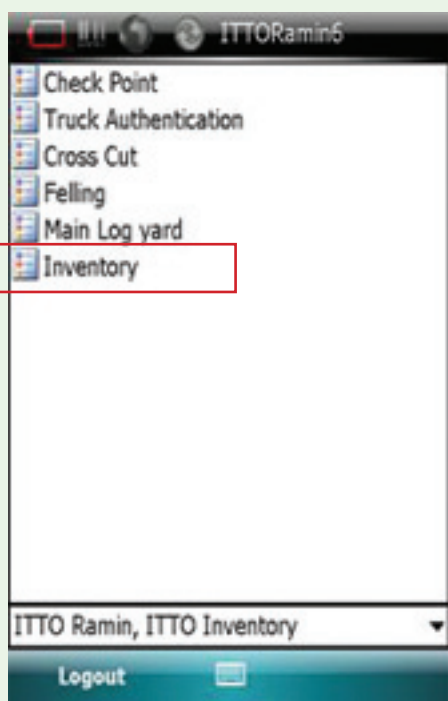 ITTORamin6
Check Point
Truck Authentication
Cross Cut
Felling
Main Log yard
Inventory
ITTO Ramin, ITTO Inventory
Logout